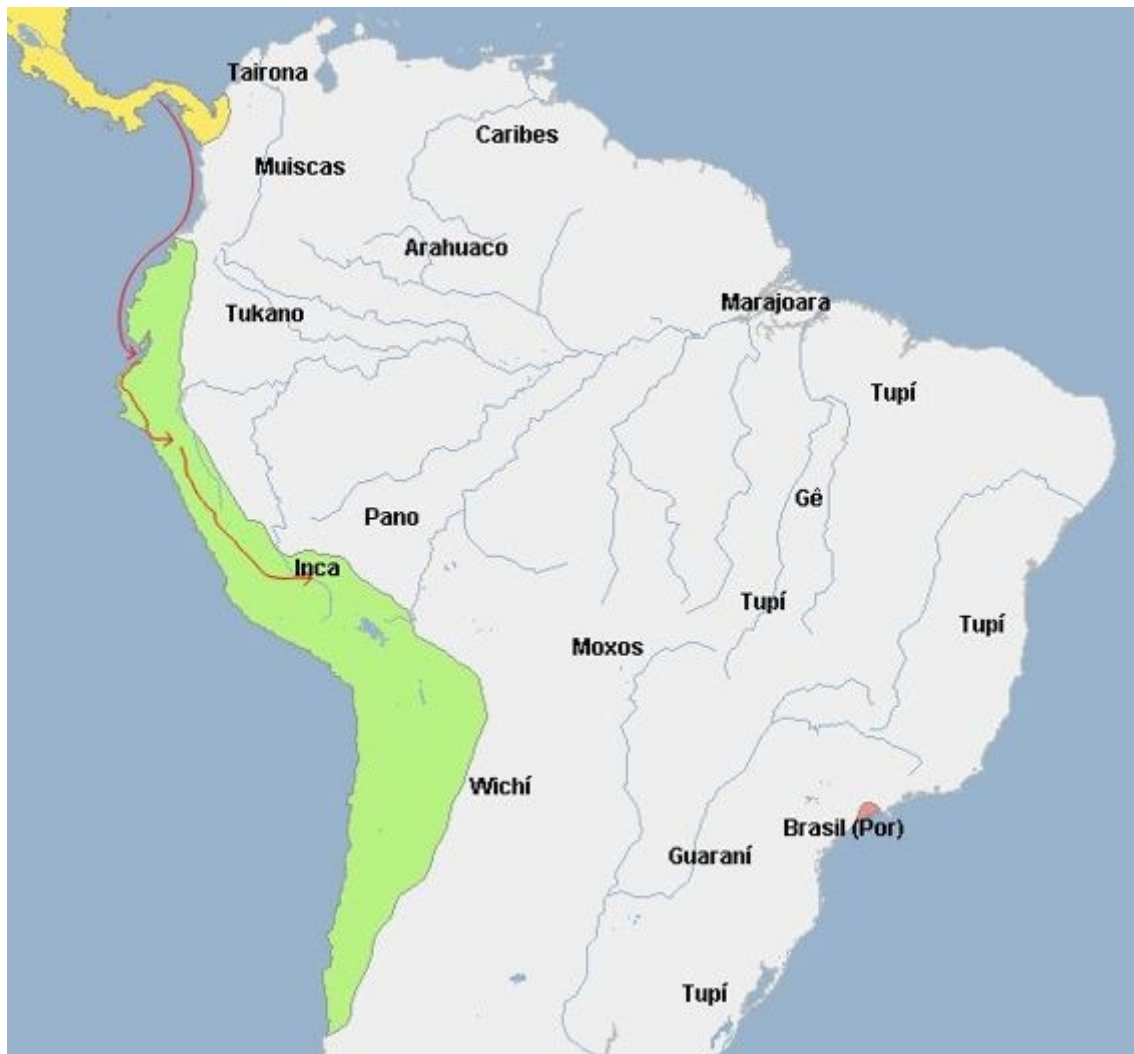 Tairona
Caribes
Muiscas
Arahuaco
Marajoara
Tukano
Tupí
Gê
Pano
Inca
Tupí
Tupí
Moxos
Wichí
Brasil (Por)
Guaraní
Tupí